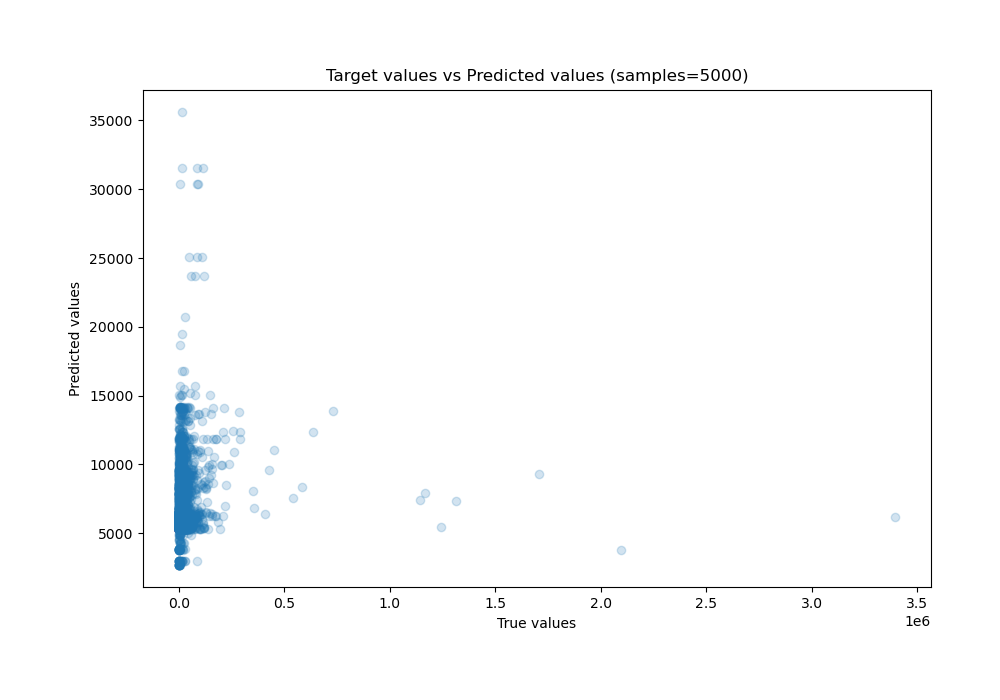 Target values vs Predicted values (samples=5000)
Predicted values
35000
30000
25000
20000
15000
10000
5000
0.0 0.5 1.0 1.5 2.0 2.5 3.0 3.5
1e6
True values